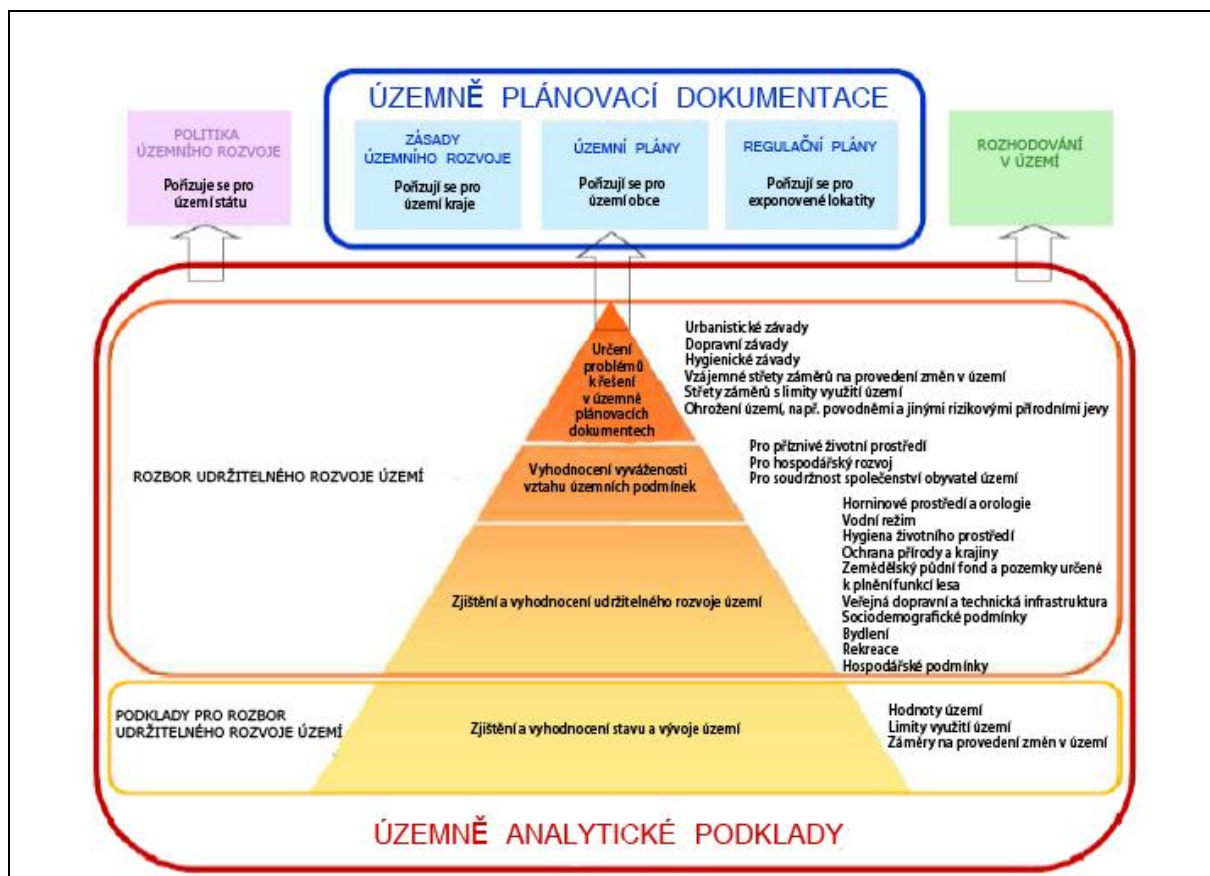 ÚZEMNĚ PLÁNOVACÍ DOKUMENTACE
POLITIKA
ÚZEMNÍHO ROZVOJE
Pořizuje se pro
území státu
ZÁSADY
ÚZEMNÍHO ROZVOJE
Pořizují se pro
území kraje
ÚZEMNÍ PLÁNY
Pořizují se pro
území obce
REGULAČNÍ PLÁNY
Pořizují se pro
exponovené lokatity
ROZHODOVÁNÍ
V ÚZEMÍ
Určení
problémů
k řešení
v územně
plánovacích
dokumentech
Urbanistické závady
Dopravní závady
Hygienické závady
Vzájemné střety záměrů na provedení změn v území
Střety záměrů s limity využití území
Ohrožení území, např. povodněmi a jinými rizikovými přírodními jevy
ROZBOR UDRŽITELNÉHO ROZVOJE ÚZEMÍ
Vyhodnocení vyváženosti
vztahu územních podmínek
Pro příznivé životní prostředí
Pro hospodářský rozvoj
Pro soudržnost společenství obyvatel území
Zjištění a vyhodnocení udržitelného rozvoje území
Horninové prostředí a orologie
Vodní režim
Hygiena životního prostředí
Ochrana přírody a krajiny
Zemědělský půdní fond a pozemky určené
k plnění funkcí lesa
Veřejná dopravní a technická infrastruktura
Sociodemografické podmínky
Bydlení
Rekreace
Hospodářské podmínky
PODKLADY PRO ROZBOR
UDRŽITELNÉHO ROZVOJE ÚZEMÍ
Zjištění a vyhodnocení stavu a vývoje území
Hodnoty území
Limity využití území
Záměry na provedení změn v území
ÚZEMNĚ ANALYTICKÉ PODKLADY